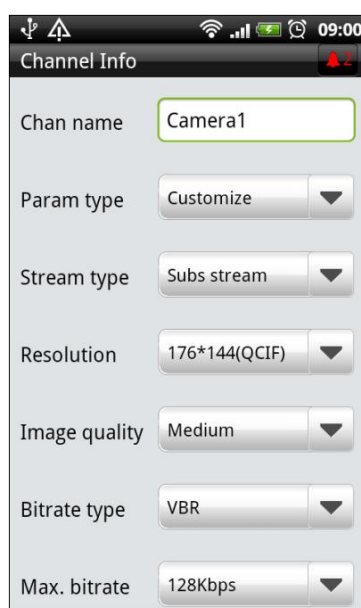 09:00
Channel Info
2
Chan name Camera1
Param type Customize
Stream type Subs stream
Resolution 176*144(QCIF)
Image quality Medium
Bitrate type VBR
Max. bitrate 128Kbps